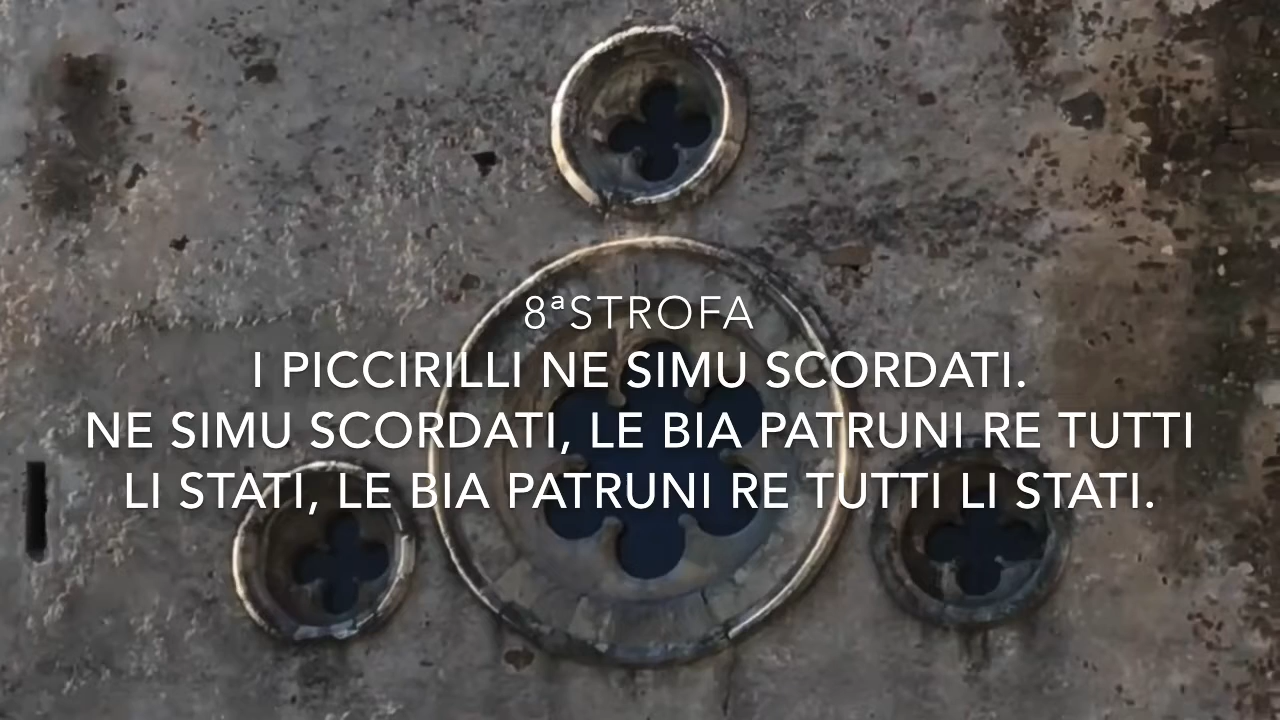 8ªSTROFA
I PICCIRILLI NE SIMU SCORDATI.
NE SIMU SCORDATI, LE BIA PATRUNI RE TUTTI
LI STATI, LE BIA PATRUNI RE TUTTI LI STATI.